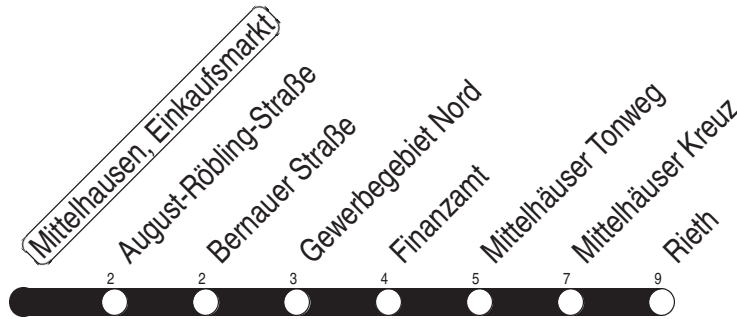 Mittelhausen, Einkaufsmarkt
August-Röbling-Straße
Bernauer Straße
Gewerbegebiet Nord
Finanzamt
Mittelhäuser Tonweg
Mittelhäuser Kreuz
Rieth
2 2 3 4 5 7 9